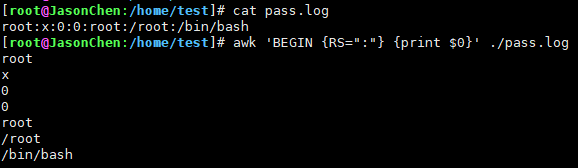 [root@JasonChen:/home/test]# cat pass.log
root:x:0:0:root:/root:/bin/bash
[root@JasonChen:/home/test]# awk 'BEGIN {RS=":"} {print $0}' ./pass.log
root
x
0
0
root
/root
/bin/bash